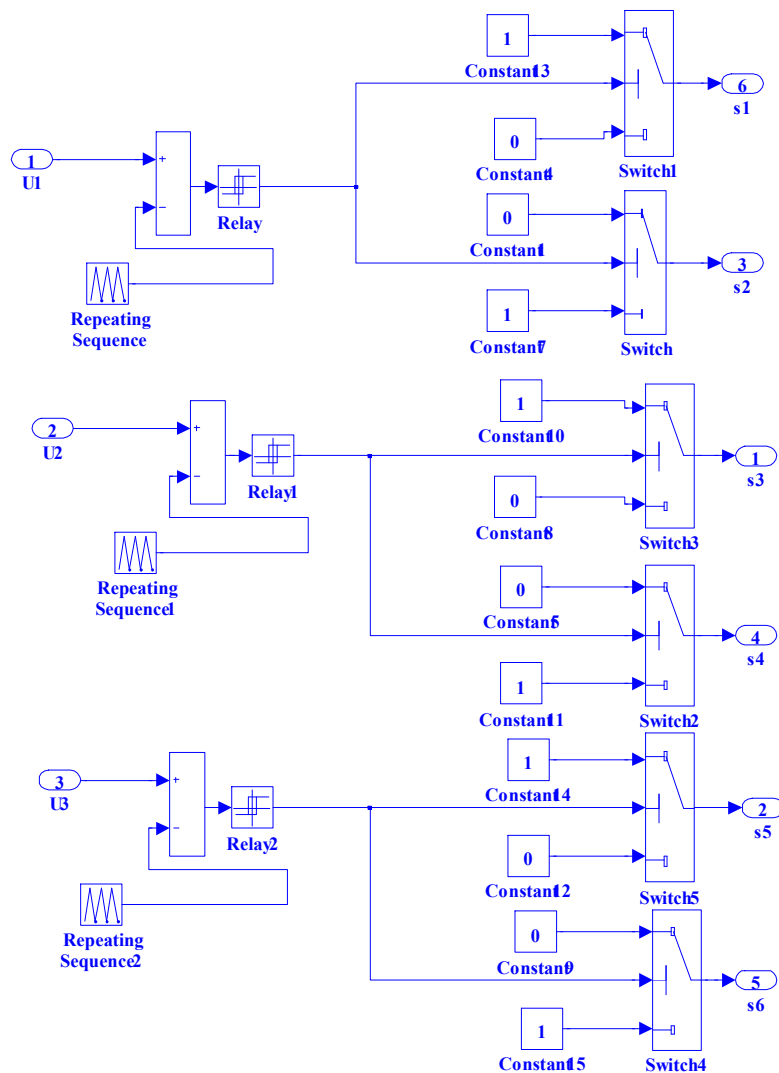 1
Constant13
6
s1
+
1
U1
0
Constant4
Switch1
−
Relay
0
Constant1
3
s2
Repeating
Sequence
1
Constant7
Switch
1
Constant10
2
U2
+
−
Relay1
1
s3
0
Constant8
Switch3
Repeating
Sequence1
0
Constant5
4
s4
1
Constant11
Switch2
3
U3
+
−
Relay2
1
Constant14
2
s5
0
Constant12
Switch5
Repeating
Sequence2
0
Constant9
5
s6
1
Constant15
Switch4